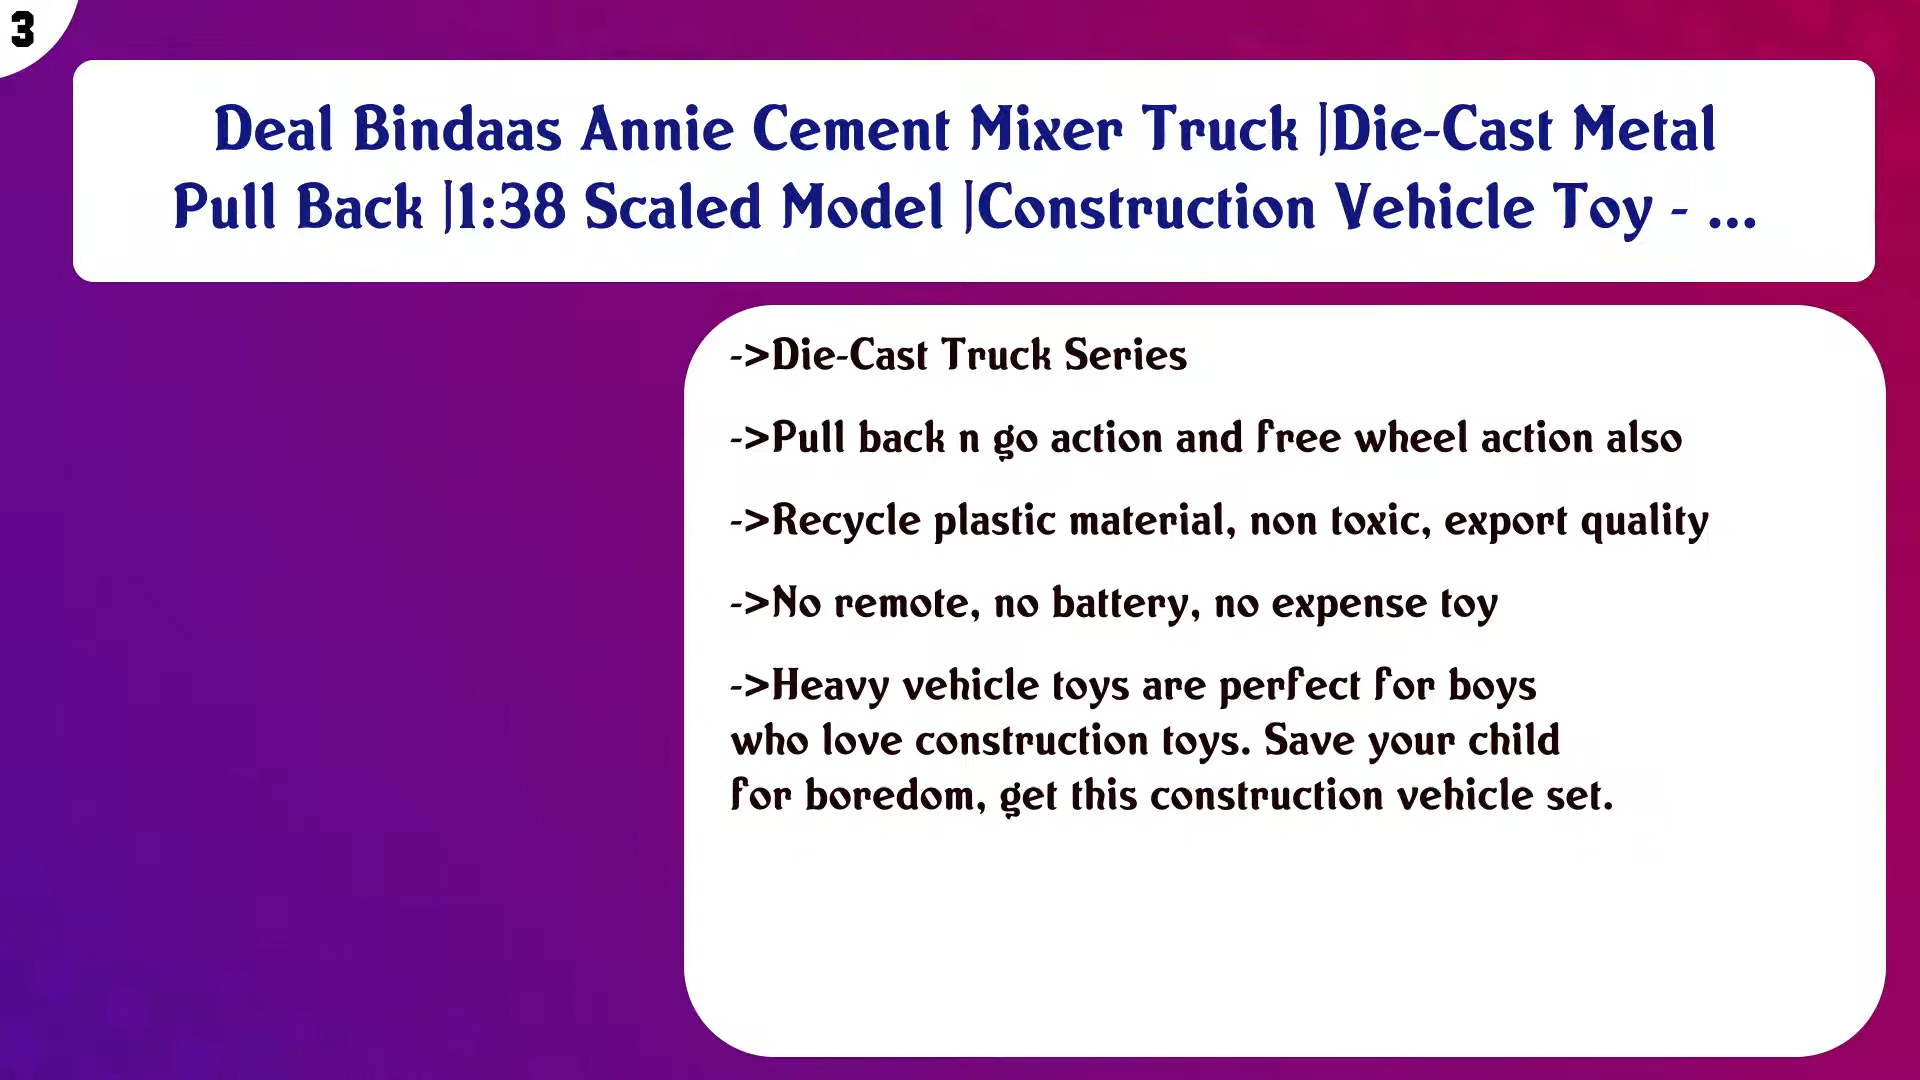 3
Deal Bindaas Annie Cement Mixer Truck |Die-Cast Metal
Pull Back |1:38 Scaled Model |Construction Vehicle Toy - ...
->Die-Cast Truck Series
->Pull back n go action and free wheel action also
->Recycle plastic material, non toxic, export quality
->No remote, no battery, no expense toy
->Heavy vehicle toys are perfect for boys
who love construction toys. Save your child
for boredom, get this construction vehicle set.